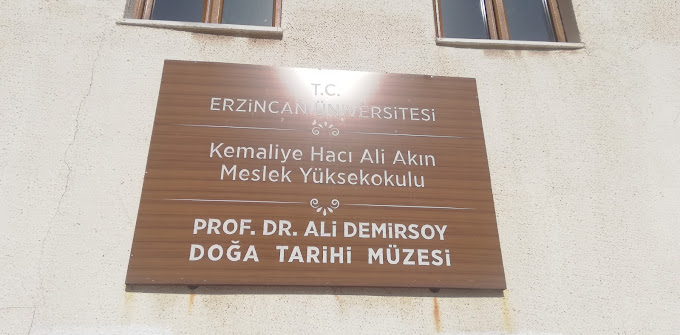 T.C.
ERZİNCAN ÜNİVERSİTESİ
Kemaliye Hacı Ali Akın
Meslek Yüksekokulu
PROF. DR. ALİ DEMİRSOY
DOĞA TARİHİ MÜZESİ